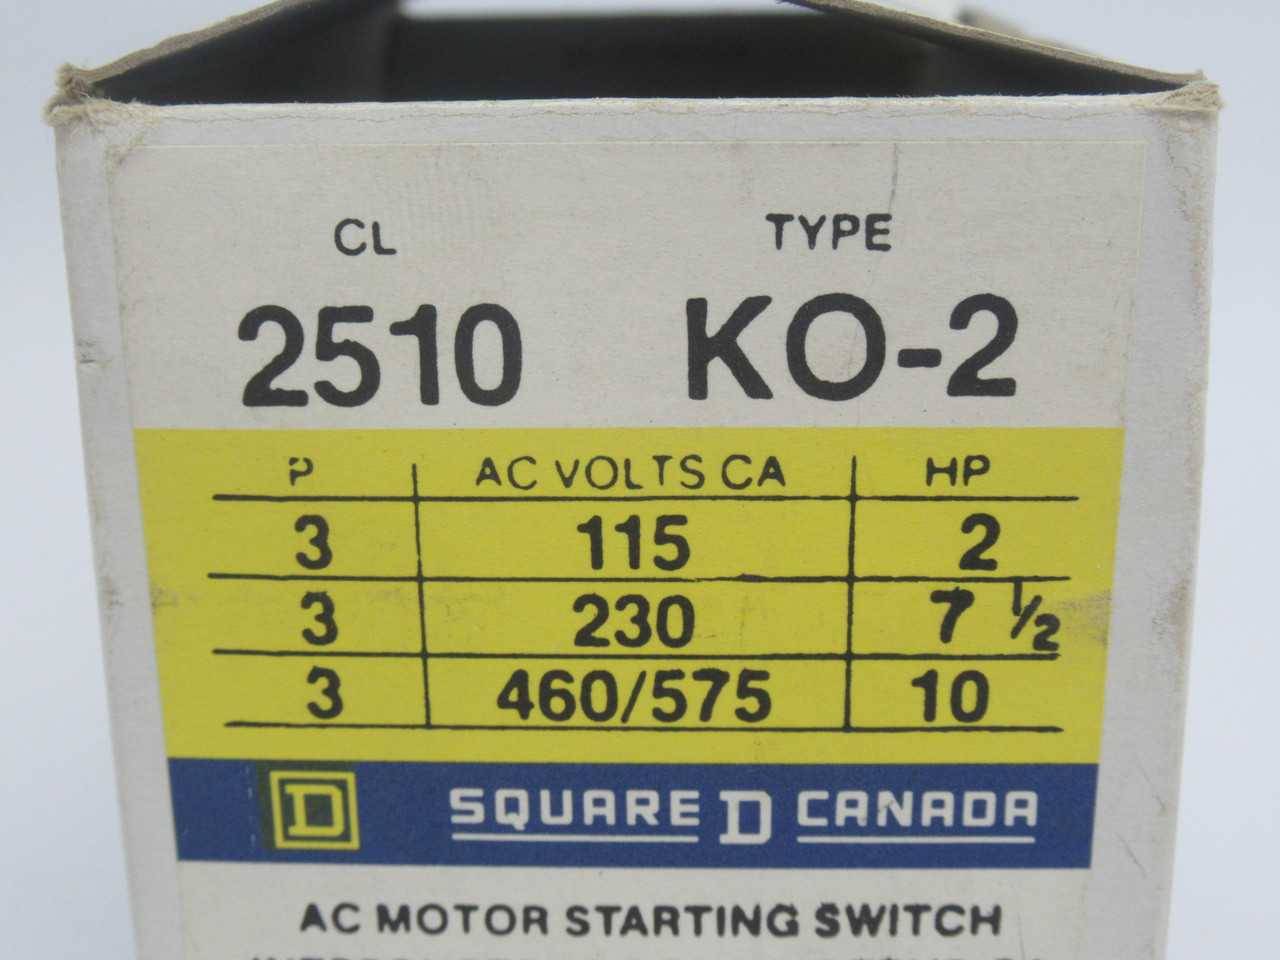 CL TYPE
2510 KO-2
P AC VOLTS CA HP
3 115 2
3 230 7 1/2
3 460/575 10
D SQUARE D CANADA
AC MOTOR STARTING SWITCH